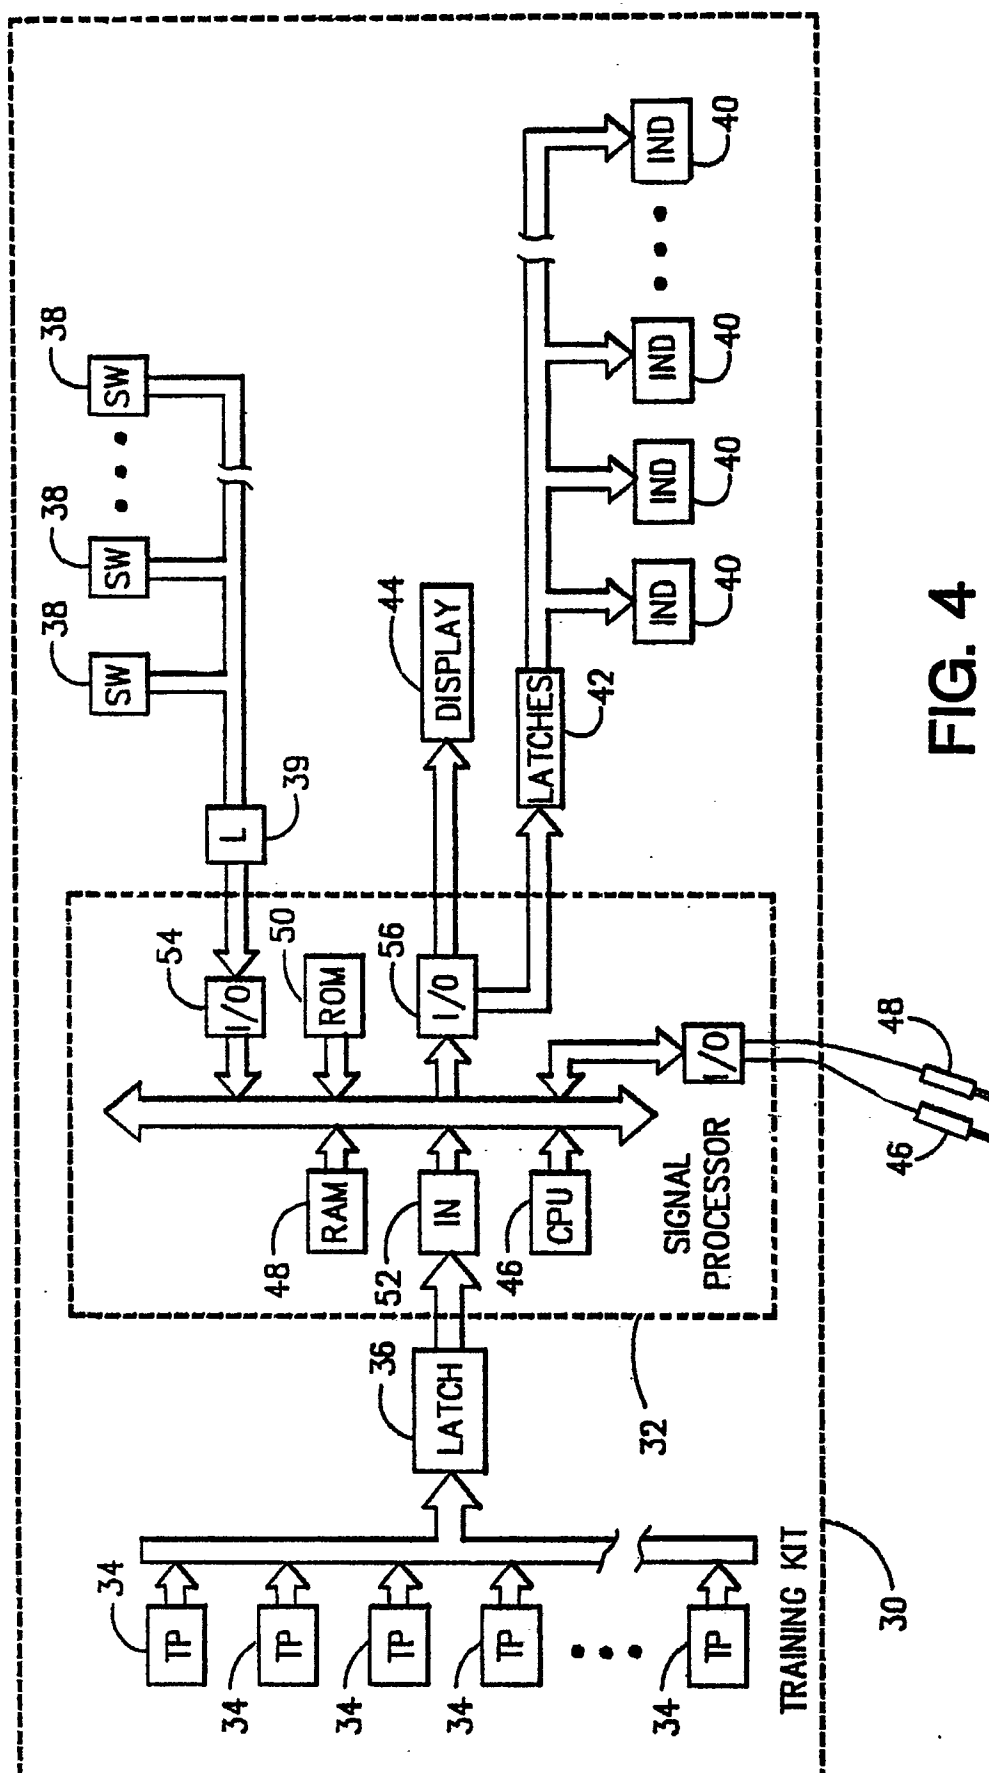 38
38
38
SW
SW
SW
L
39
54
I/O
50
ROM
48
RAM
44
DISPLAY
56
I/O
52
IN
36
LATCH
34
TP
34
TP
34
TP
34
TP
34
TP
46
CPU
LATCHES
42
IND
40
IND
40
IND
40
IND
40
I/O
SIGNAL
PROCESSOR
32
TRAINING KIT
30
46
48
FIG. 4